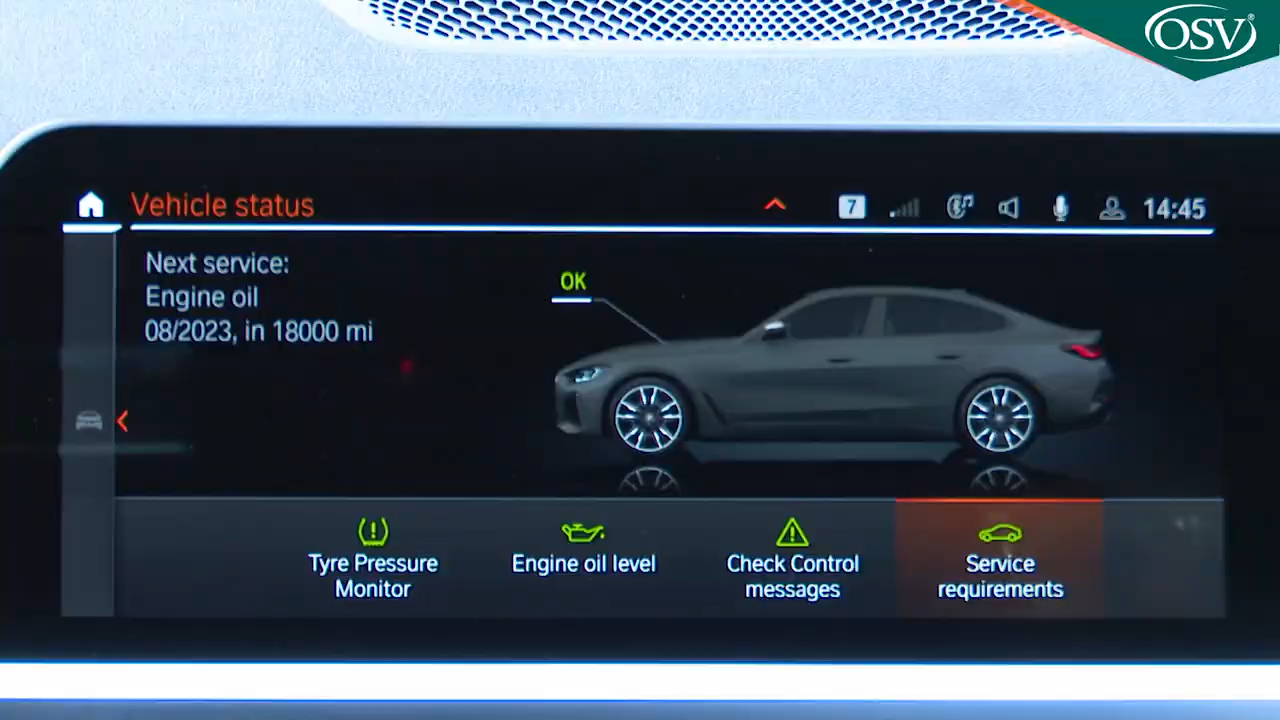 OSV®
Vehicle status
7
14:45
Next service:
Engine oil
08/2023, in 18000 mi
OK
Tyre Pressure
Monitor
Engine oil level
Check Control
messages
Service
requirements